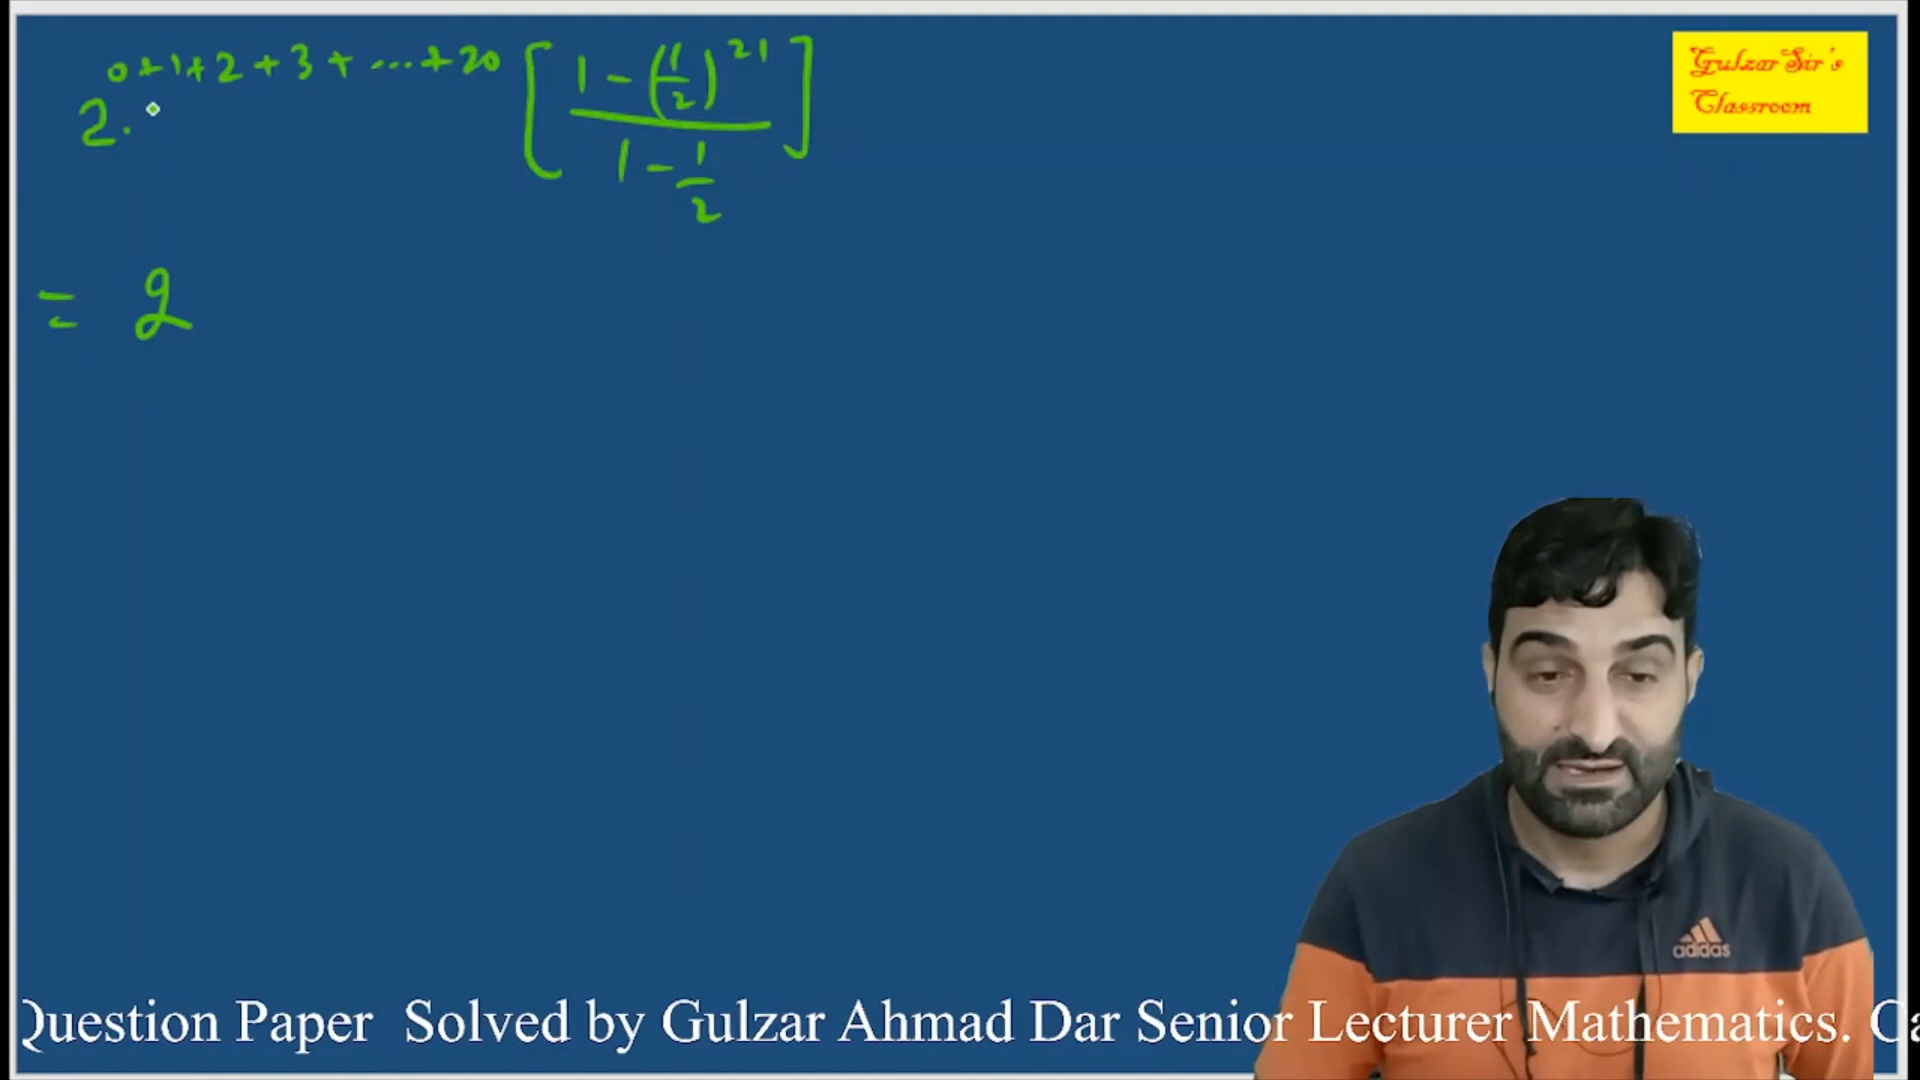 2. 0+1+2+3+...+20 [ 1-(1/2)^21 / 1-1/2 ]
= 2
Gulzar Sir's
Classroom
Question Paper Solved by Gulzar Ahmad Dar Senior Lecturer Mathematics. Ca